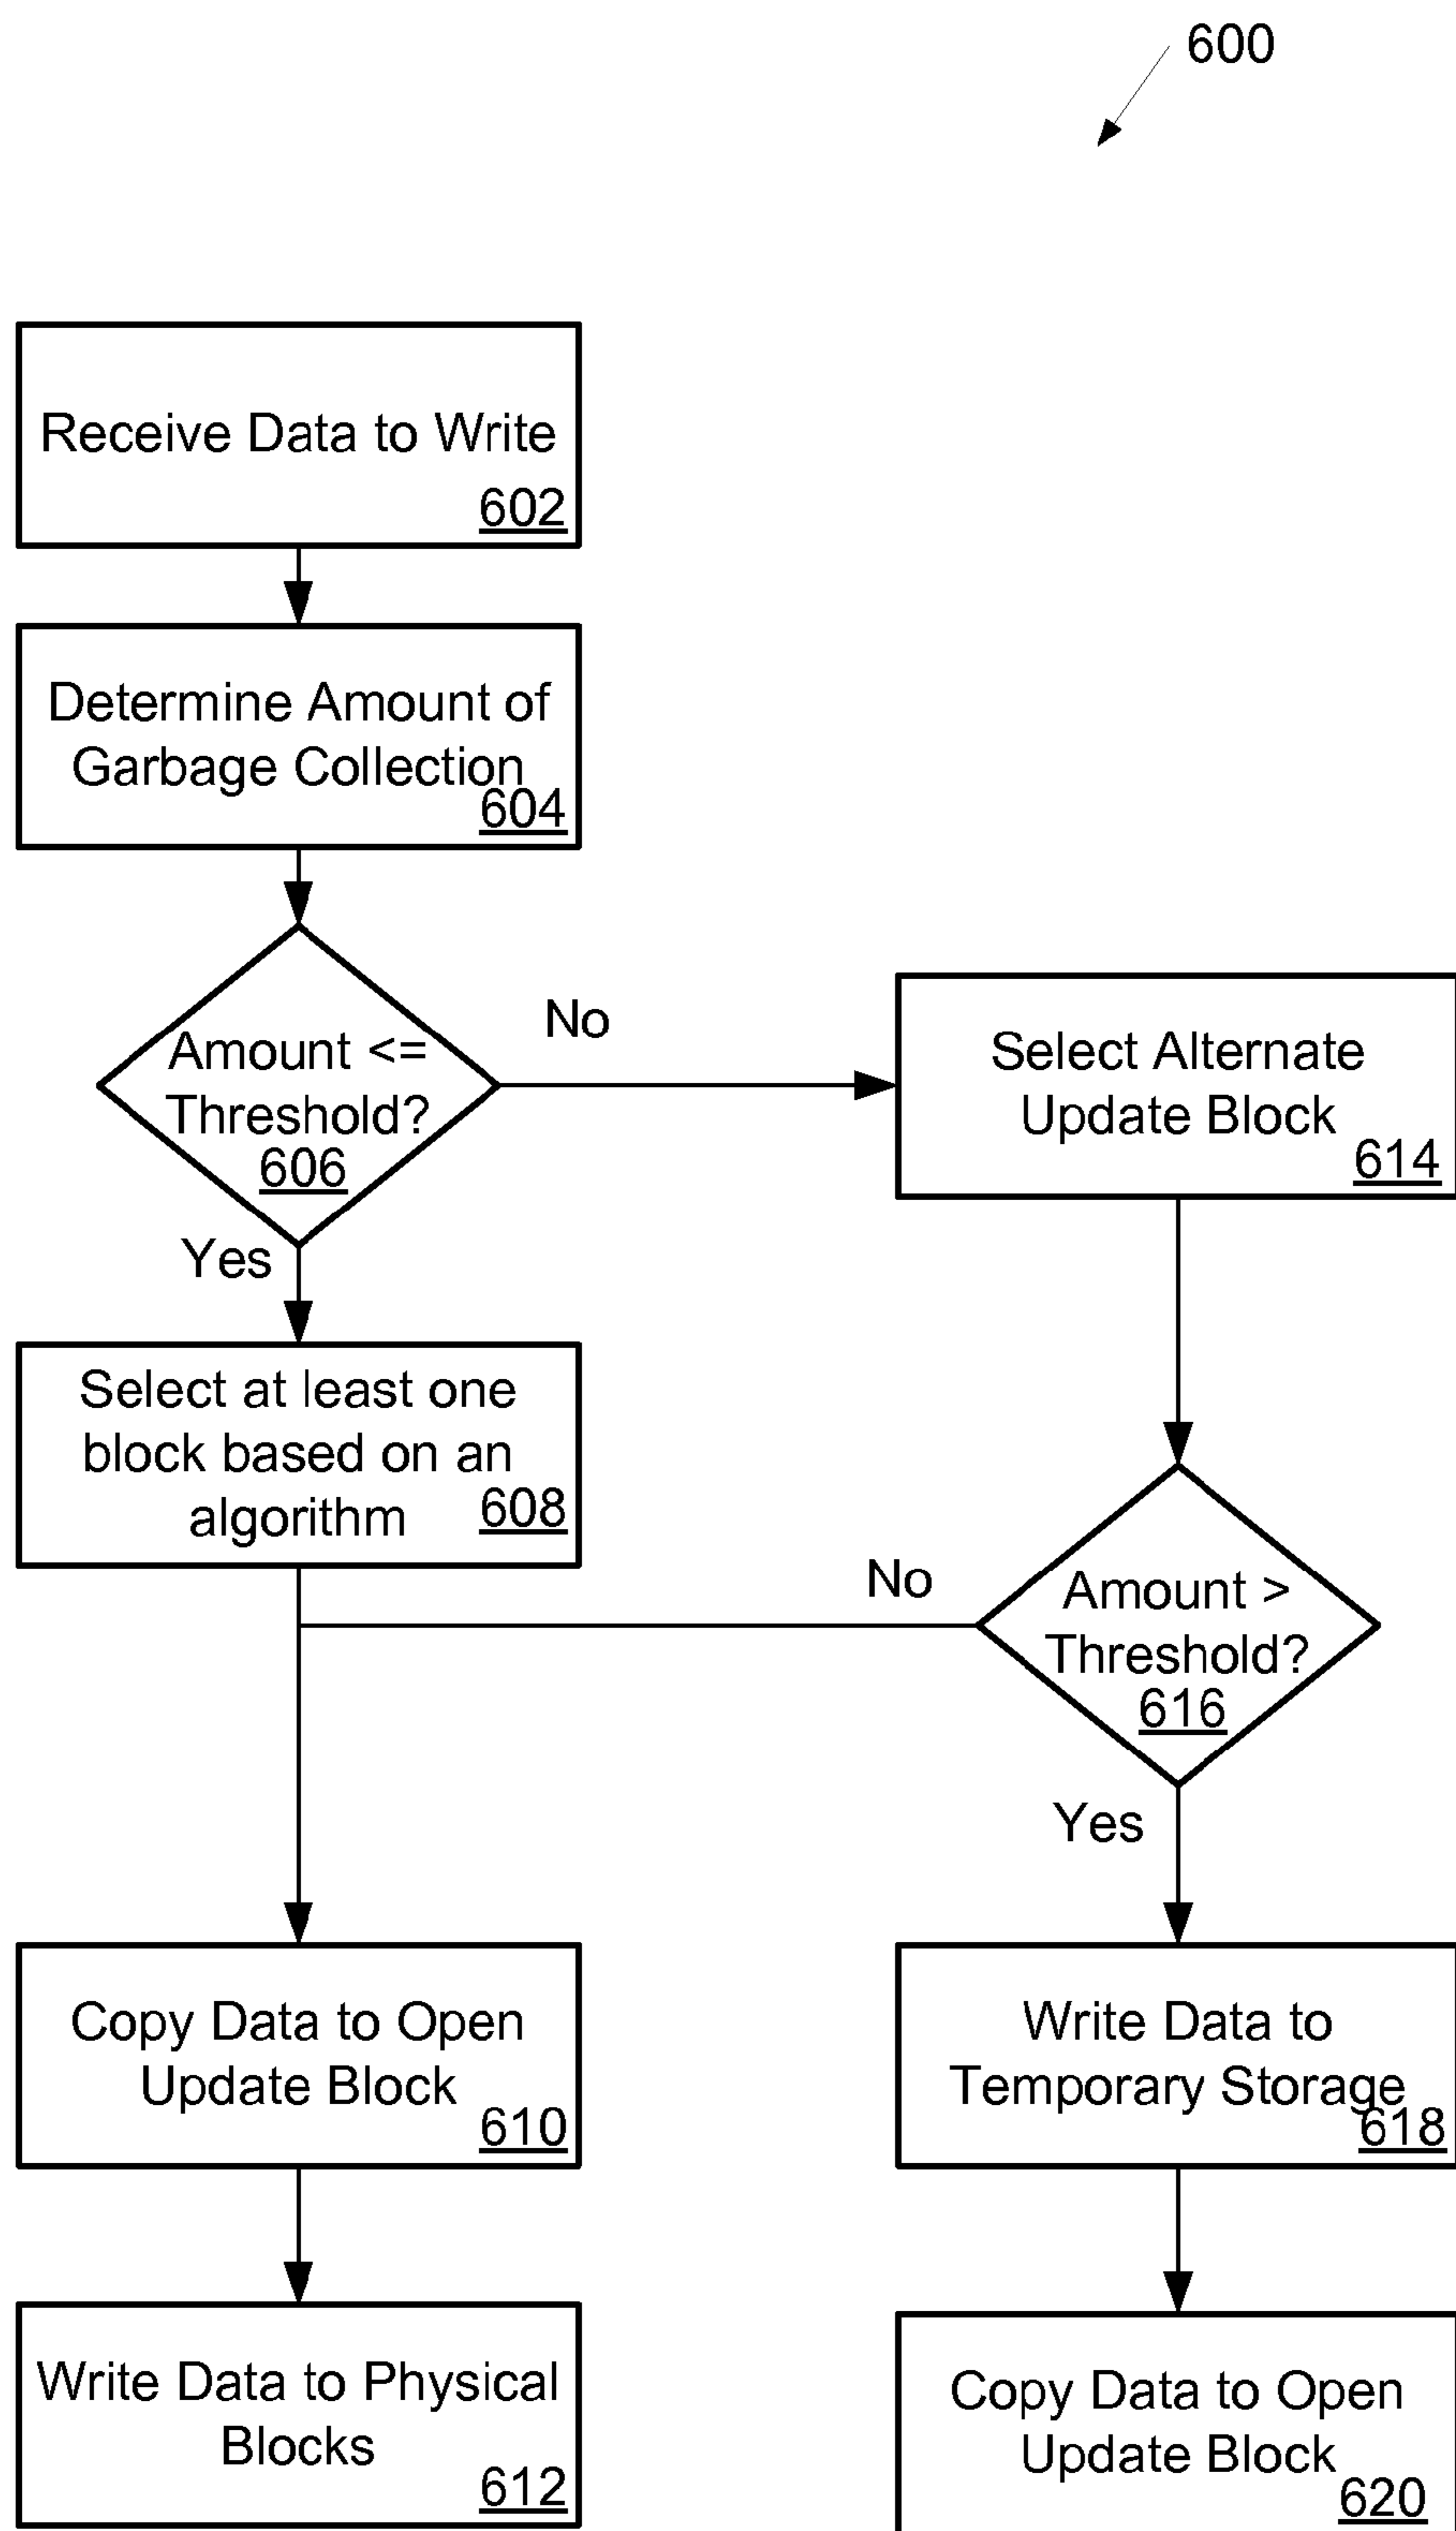 600
Receive Data to Write
602
Determine Amount of
Garbage Collection
604
Amount <=
Threshold?
606
No
Yes
Select Alternate
Update Block
614
Select at least one
block based on an
algorithm
608
No
Amount >
Threshold?
616
Yes
Copy Data to Open
Update Block
610
Write Data to
Temporary Storage
618
Write Data to Physical
Blocks
612
Copy Data to Open
Update Block
620